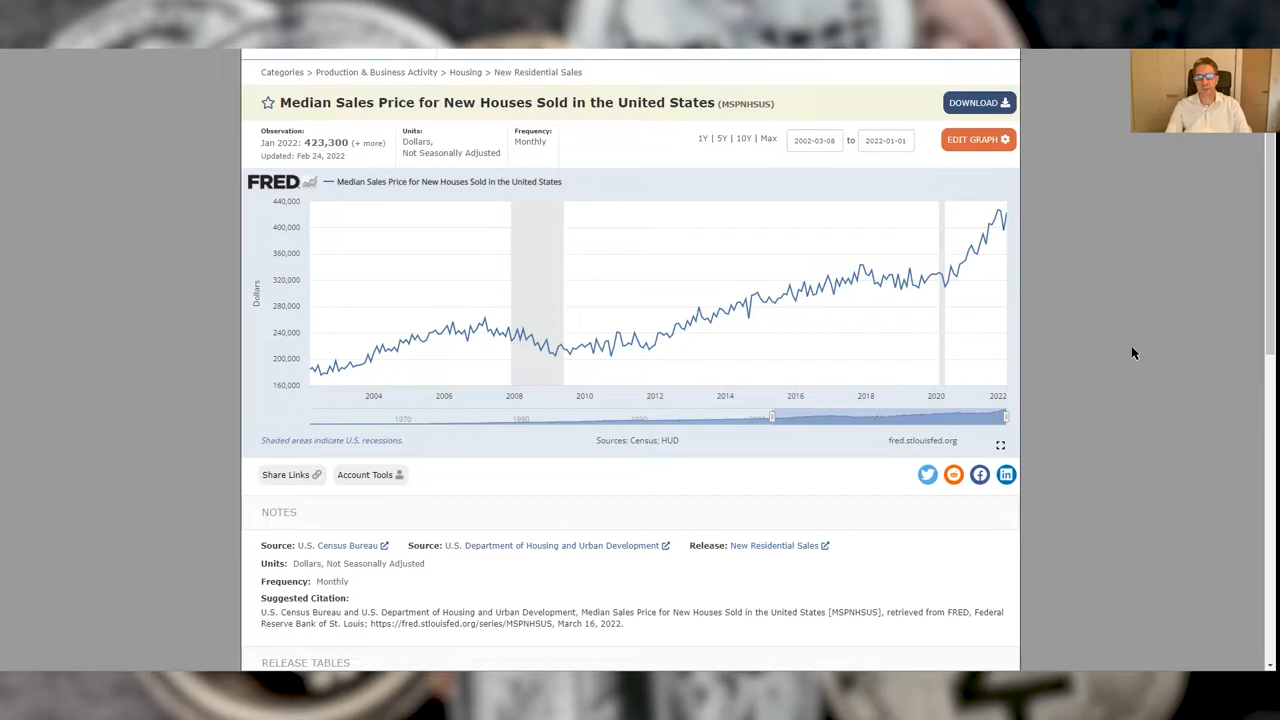 Categories > Production & Business Activity > Housing > New Residential Sales
Median Sales Price for New Houses Sold in the United States (MSPNHSUS)
DOWNLOAD
Observation:
Jan 2022: 423,300 (+ more)
Updated: Feb 24, 2022
Units:
Dollars,
Not Seasonally Adjusted
Frequency:
Monthly
1Y | 5Y | 10Y | Max
2002-03-08 to 2022-01-01
EDIT GRAPH
FRED
Median Sales Price for New Houses Sold in the United States
440,000
400,000
360,000
320,000
280,000
240,000
200,000
160,000
Dollars
2004 2006 2008 2010 2012 2014 2016 2018 2020 2022
1970 1980 1990
Shaded areas indicate U.S. recessions.
Sources: Census; HUD
fred.stlouisfed.org
Share Links
Account Tools
NOTES
Source: U.S. Census Bureau Source: U.S. Department of Housing and Urban Development Release: New Residential Sales
Units: Dollars, Not Seasonally Adjusted
Frequency: Monthly
Suggested Citation:
U.S. Census Bureau and U.S. Department of Housing and Urban Development, Median Sales Price for New Houses Sold in the United States [MSPNHSUS], retrieved from FRED, Federal
Reserve Bank of St. Louis; https://fred.stlouisfed.org/series/MSPNHSUS, March 16, 2022.
RELEASE TABLES